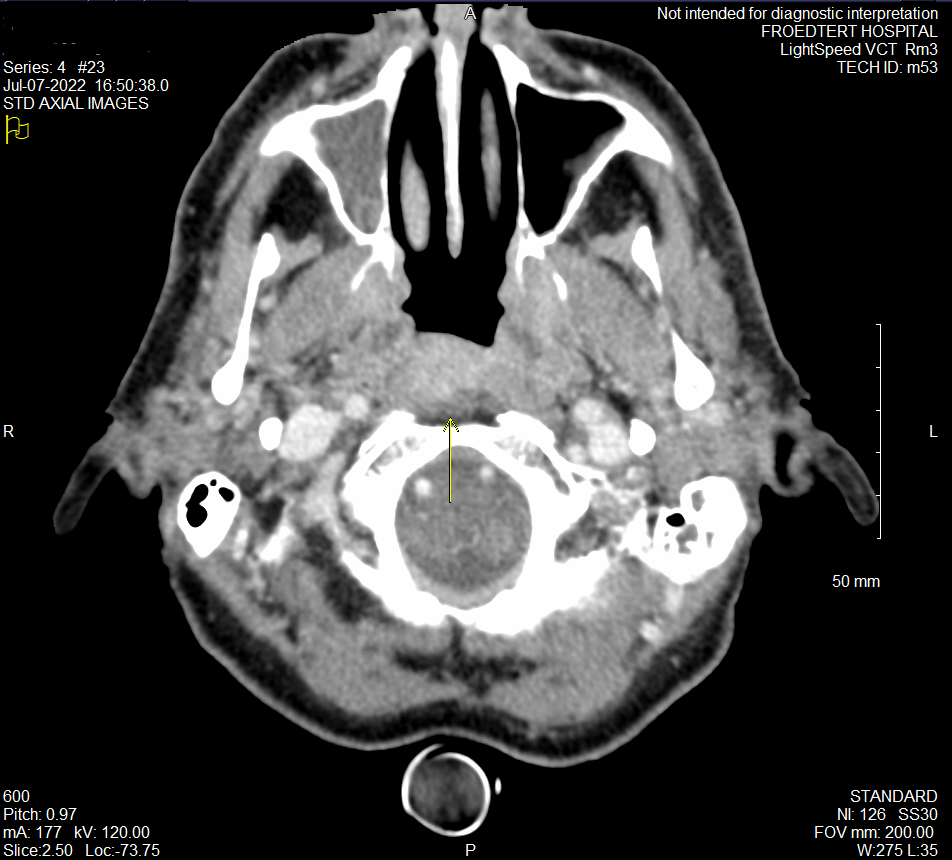 A
Not intended for diagnostic interpretation
FROEDTERT HOSPITAL
LightSpeed VCT Rm3
TECH ID: m53
Series: 4 #23
Jul-07-2022 16:50:38.0
STD AXIAL IMAGES
R
L
50 mm
600
Pitch: 0.97
mA: 177 kV: 120.00
Slice:2.50 Loc:-73.75
P
STANDARD
NI: 126 SS30
FOV mm: 200.00
W:275 L:35